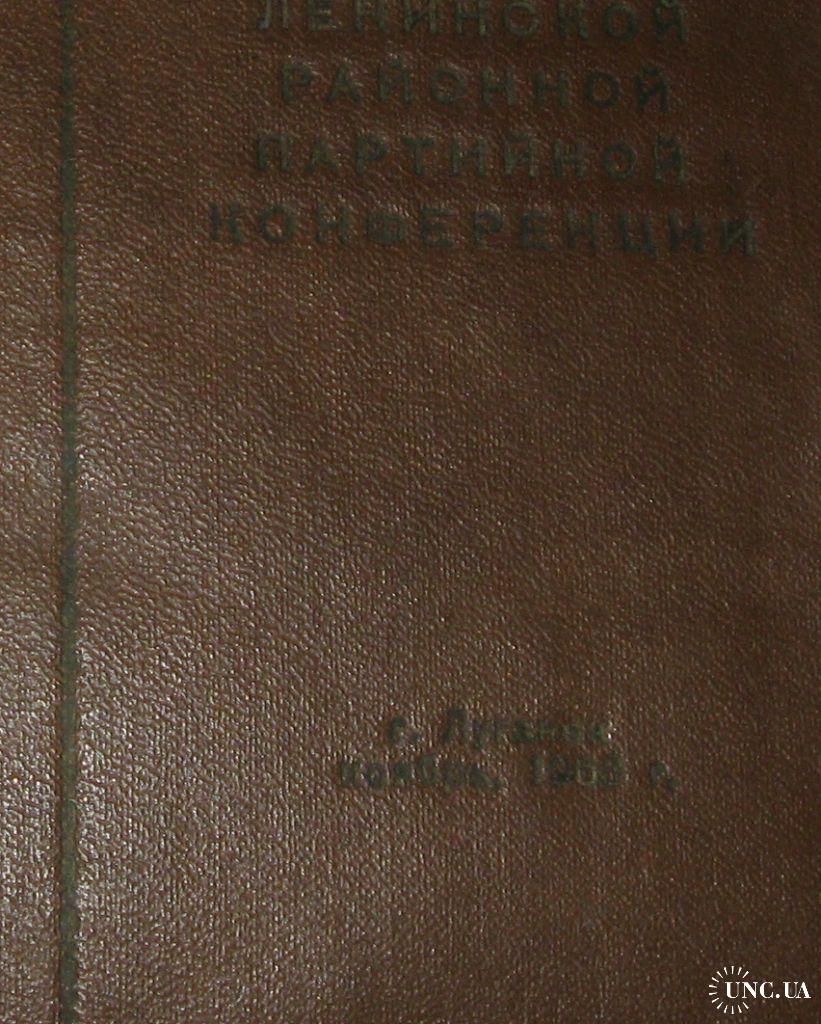 ЛЕНИНСКОЙ
РАЙОННОЙ
ПАРТИЙНОЙ
КОНФЕРЕНЦИИ
г. Луганск
ноябрь, г.
UNC.UA